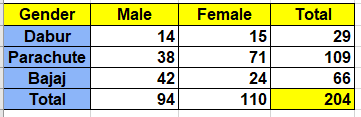 Gender Male Female Total
Dabur 14 15 29
Parachute 38 71 109
Bajaj 42 24 66
Total 94 110 204